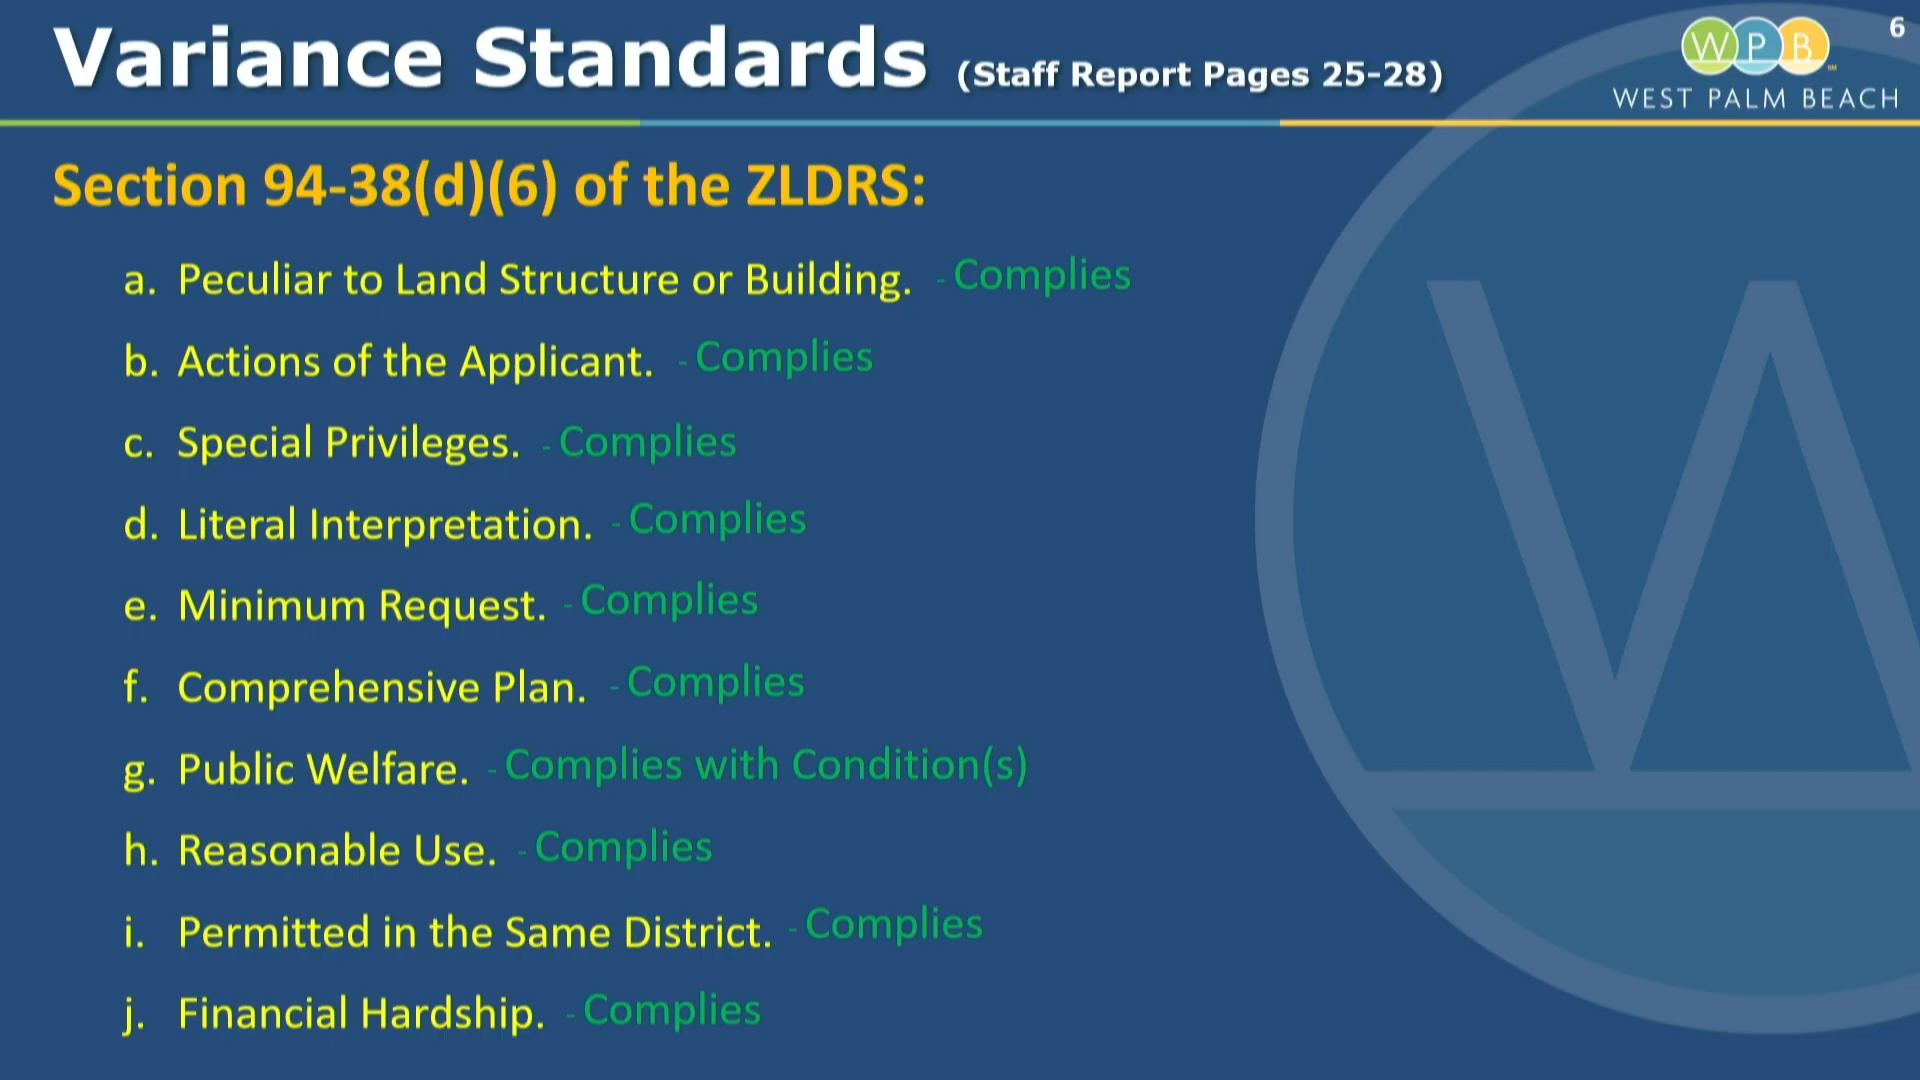 Variance Standards (Staff Report Pages 25-28)
WPB
6
WEST PALM BEACH
Section 94-38(d)(6) of the ZLDRS:
a. Peculiar to Land Structure or Building. - Complies
b. Actions of the Applicant. - Complies
c. Special Privileges. - Complies
d. Literal Interpretation. - Complies
e. Minimum Request. - Complies
f. Comprehensive Plan. - Complies
g. Public Welfare. - Complies with Condition(s)
h. Reasonable Use. - Complies
i. Permitted in the Same District. - Complies
j. Financial Hardship. - Complies